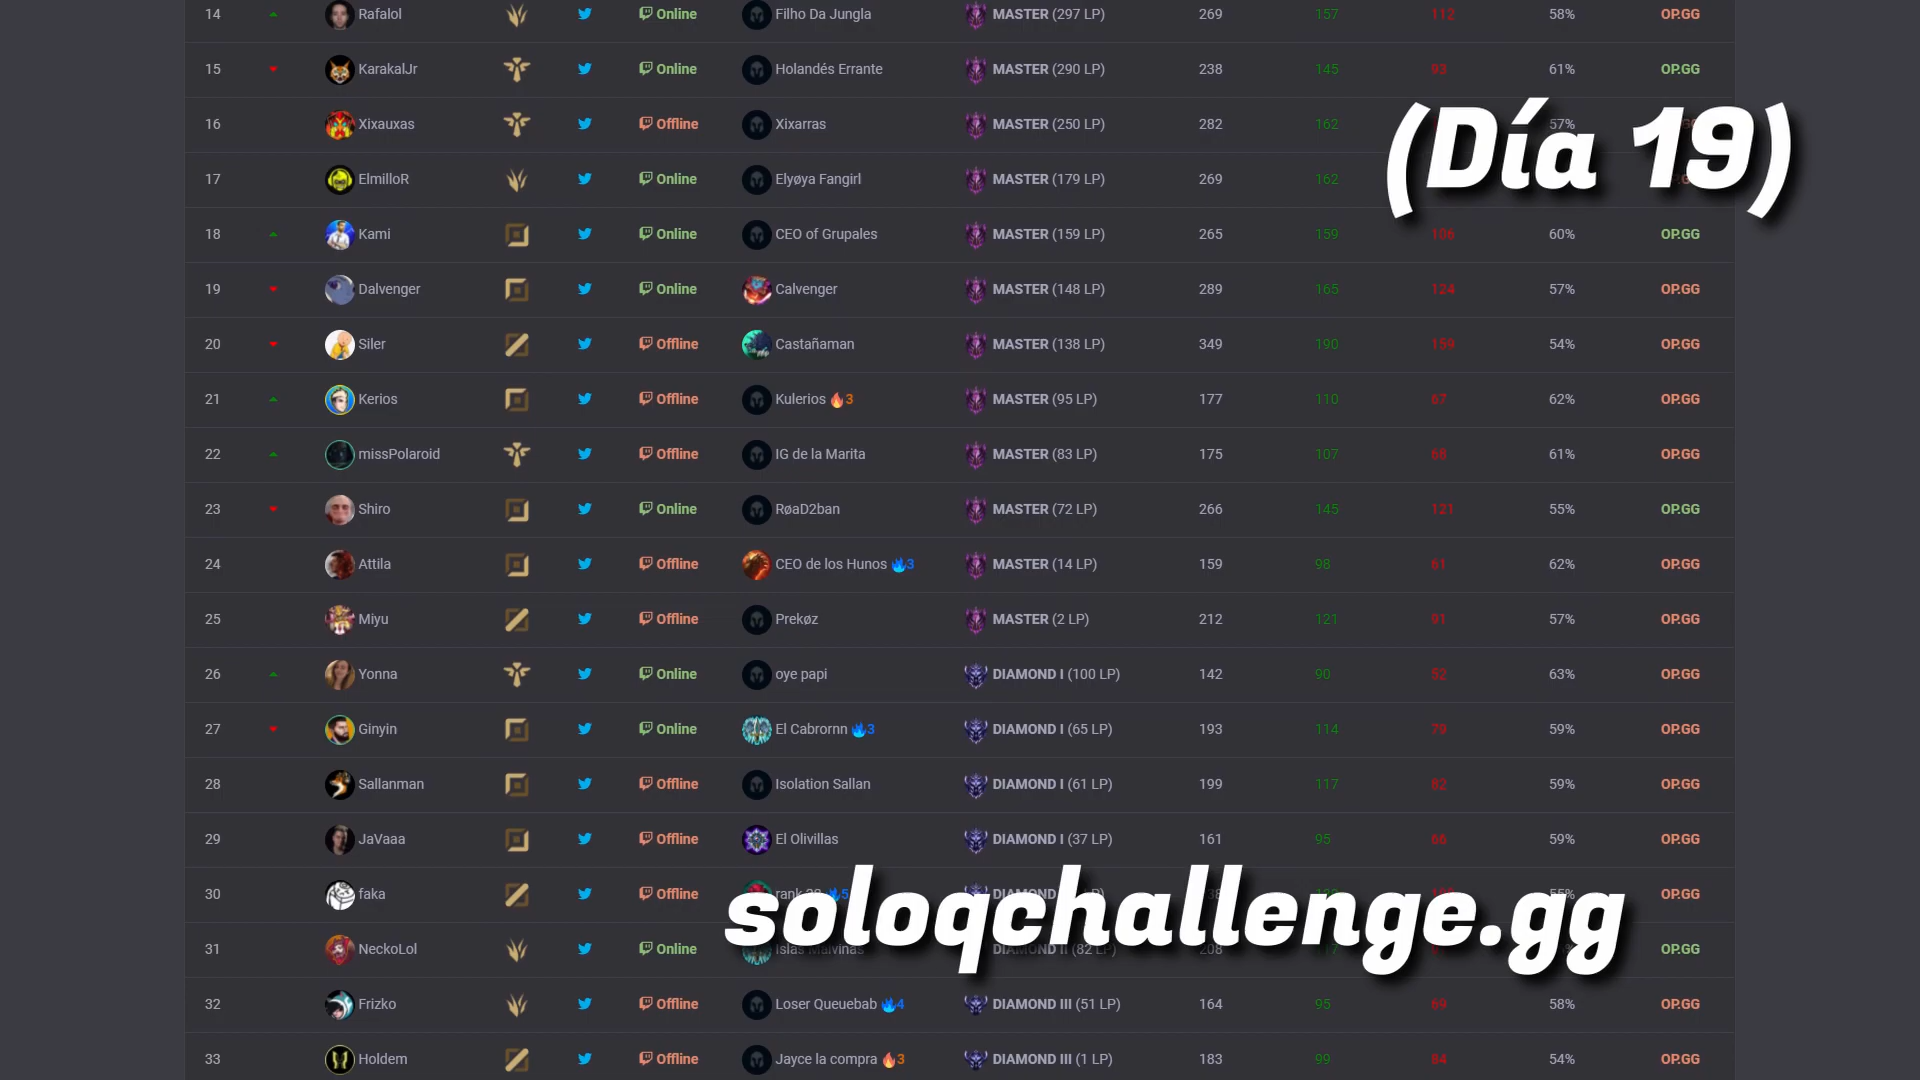 14 Rafalol Online Filho Da Jungla MASTER (297 LP) 269 157 112 58% OP.GG
15 KarakalJr Online Holandés Errante MASTER (290 LP) 238 145 93 61% OP.GG
16 Xixauxas Offline Xixarras MASTER (250 LP) 282 162 57%
(Día 19)
17 ElmilloR Online Elyøya Fangirl MASTER (179 LP) 269 162
18 Kami Online CEO of Grupales MASTER (159 LP) 265 159 106 60% OP.GG
19 Dalvenger Online Calvenger MASTER (148 LP) 289 165 124 57% OP.GG
20 Siler Offline Castañaman MASTER (138 LP) 349 190 159 54% OP.GG
21 Kerios Offline Kulerios 3 MASTER (95 LP) 177 110 67 62% OP.GG
22 missPolaroid Offline IG de la Marita MASTER (83 LP) 175 107 68 61% OP.GG
23 Shiro Online RøaD2ban MASTER (72 LP) 266 145 121 55% OP.GG
24 Attila Offline CEO de los Hunos 3 MASTER (14 LP) 159 98 61 62% OP.GG
25 Miyu Offline Prekøz MASTER (2 LP) 212 121 91 57% OP.GG
26 Yonna Online oye papi DIAMOND I (100 LP) 142 90 52 63% OP.GG
27 Ginyin Online El Cabrornn 3 DIAMOND I (65 LP) 193 114 79 59% OP.GG
28 Sallanman Offline Isolation Sallan DIAMOND I (61 LP) 199 117 82 59% OP.GG
29 JaVaaa Offline El Olivillas DIAMOND I (37 LP) 161 95 66 59% OP.GG
30 faka Offline 5 55% OP.GG
soloqchallenge.gg
31 NeckoLol Online Islas Malvinas DIAMOND II (82 LP) 208 OP.GG
32 Frizko Offline Loser Queuebab 4 DIAMOND III (51 LP) 164 95 69 58% OP.GG
33 Holdem Offline Jayce la compra 3 DIAMOND III (1 LP) 183 99 84 54% OP.GG